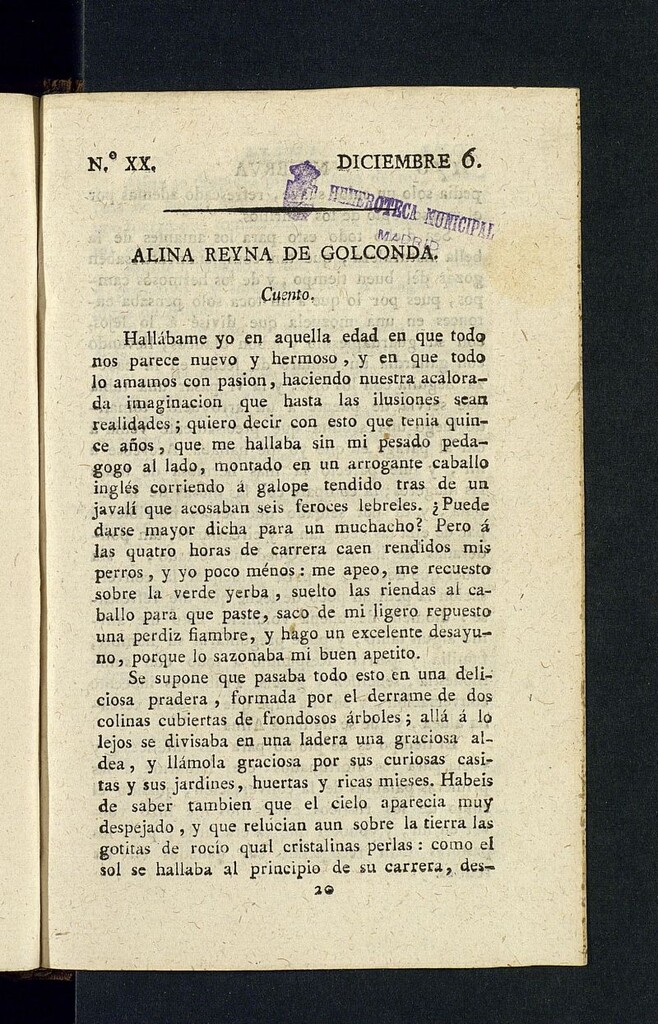 N.º XX.
DICIEMBRE 6.
HEMEROTECA MUNICIPAL
MADRID
ALINA REYNA DE GOLCONDA.
Cuento.
Hallábame yo en aquella edad en que todo
nos parece nuevo y hermoso, y en que todo
lo amamos con pasion, haciendo nuestra acalora-
da imaginacion que hasta las ilusiones sean
realidades; quiero decir con esto que tenia quin-
ce años, que me hallaba sin mi pesado peda-
gogo al lado, montado en un arrogante caballo
inglés corriendo á galope tendido tras de un
javalí que acosaban seis feroces lebreles. ¿Puede
darse mayor dicha para un muchacho? Pero á
las quatro horas de carrera caen rendidos mis
perros, y yo poco ménos: me apeo, me recuesto
sobre la verde yerba, suelto las riendas al ca-
ballo para que paste, saco de mi ligero repuesto
una perdiz fiambre, y hago un excelente desayu-
no, porque lo sazonaba mi buen apetito.
Se supone que pasaba todo esto en una deli-
ciosa pradera, formada por el derrame de dos
colinas cubiertas de frondosos árboles; allá á lo
lejos se divisaba en una ladera una graciosa al-
dea, y llámola graciosa por sus curiosas casi-
tas y sus jardines, huertas y ricas mieses. Habeis
de saber tambien que el cielo aparecia muy
despejado, y que relucian aun sobre la tierra las
gotitas de rocío qual cristalinas perlas: como el
sol se hallaba al principio de su carrera, des-
20